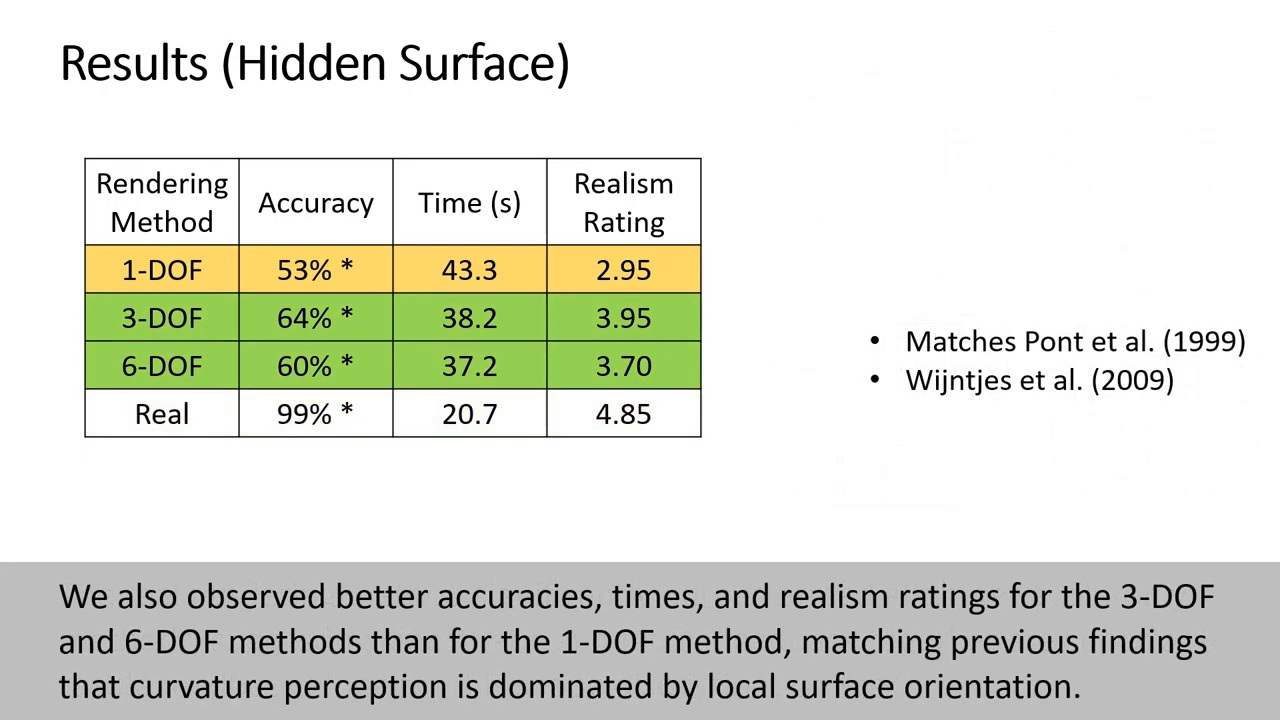 Results (Hidden Surface)
Rendering Method Accuracy Time (s) Realism Rating
1-DOF 53% * 43.3 2.95
3-DOF 64% * 38.2 3.95
6-DOF 60% * 37.2 3.70
Real 99% * 20.7 4.85
• Matches Pont et al. (1999)
• Wijntjes et al. (2009)
We also observed better accuracies, times, and realism ratings for the 3-DOF
and 6-DOF methods than for the 1-DOF method, matching previous findings
that curvature perception is dominated by local surface orientation.